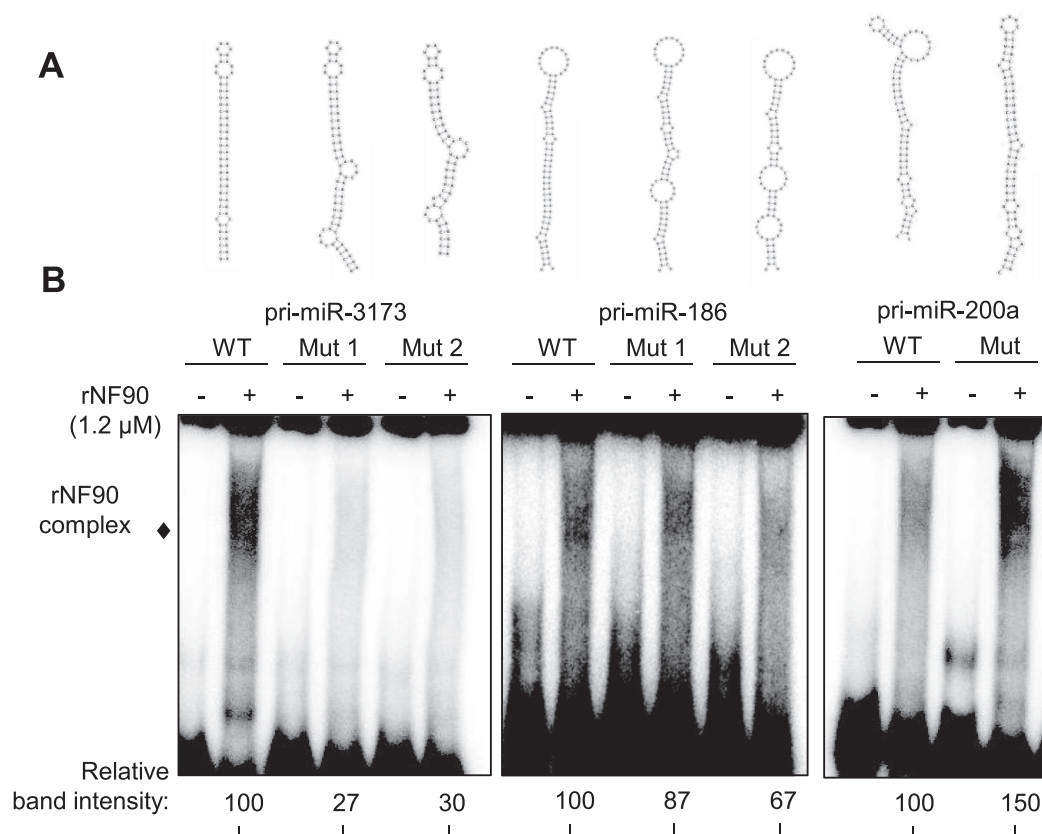 A
B
pri-miR-3173 pri-miR-186 pri-miR-200a
WT Mut 1 Mut 2 WT Mut 1 Mut 2 WT Mut
rNF90 - + - + - + - + - + - + - + - +
(1.2 µM)
rNF90
complex
Relative
band intensity: 100 27 30 100 87 67 100 150